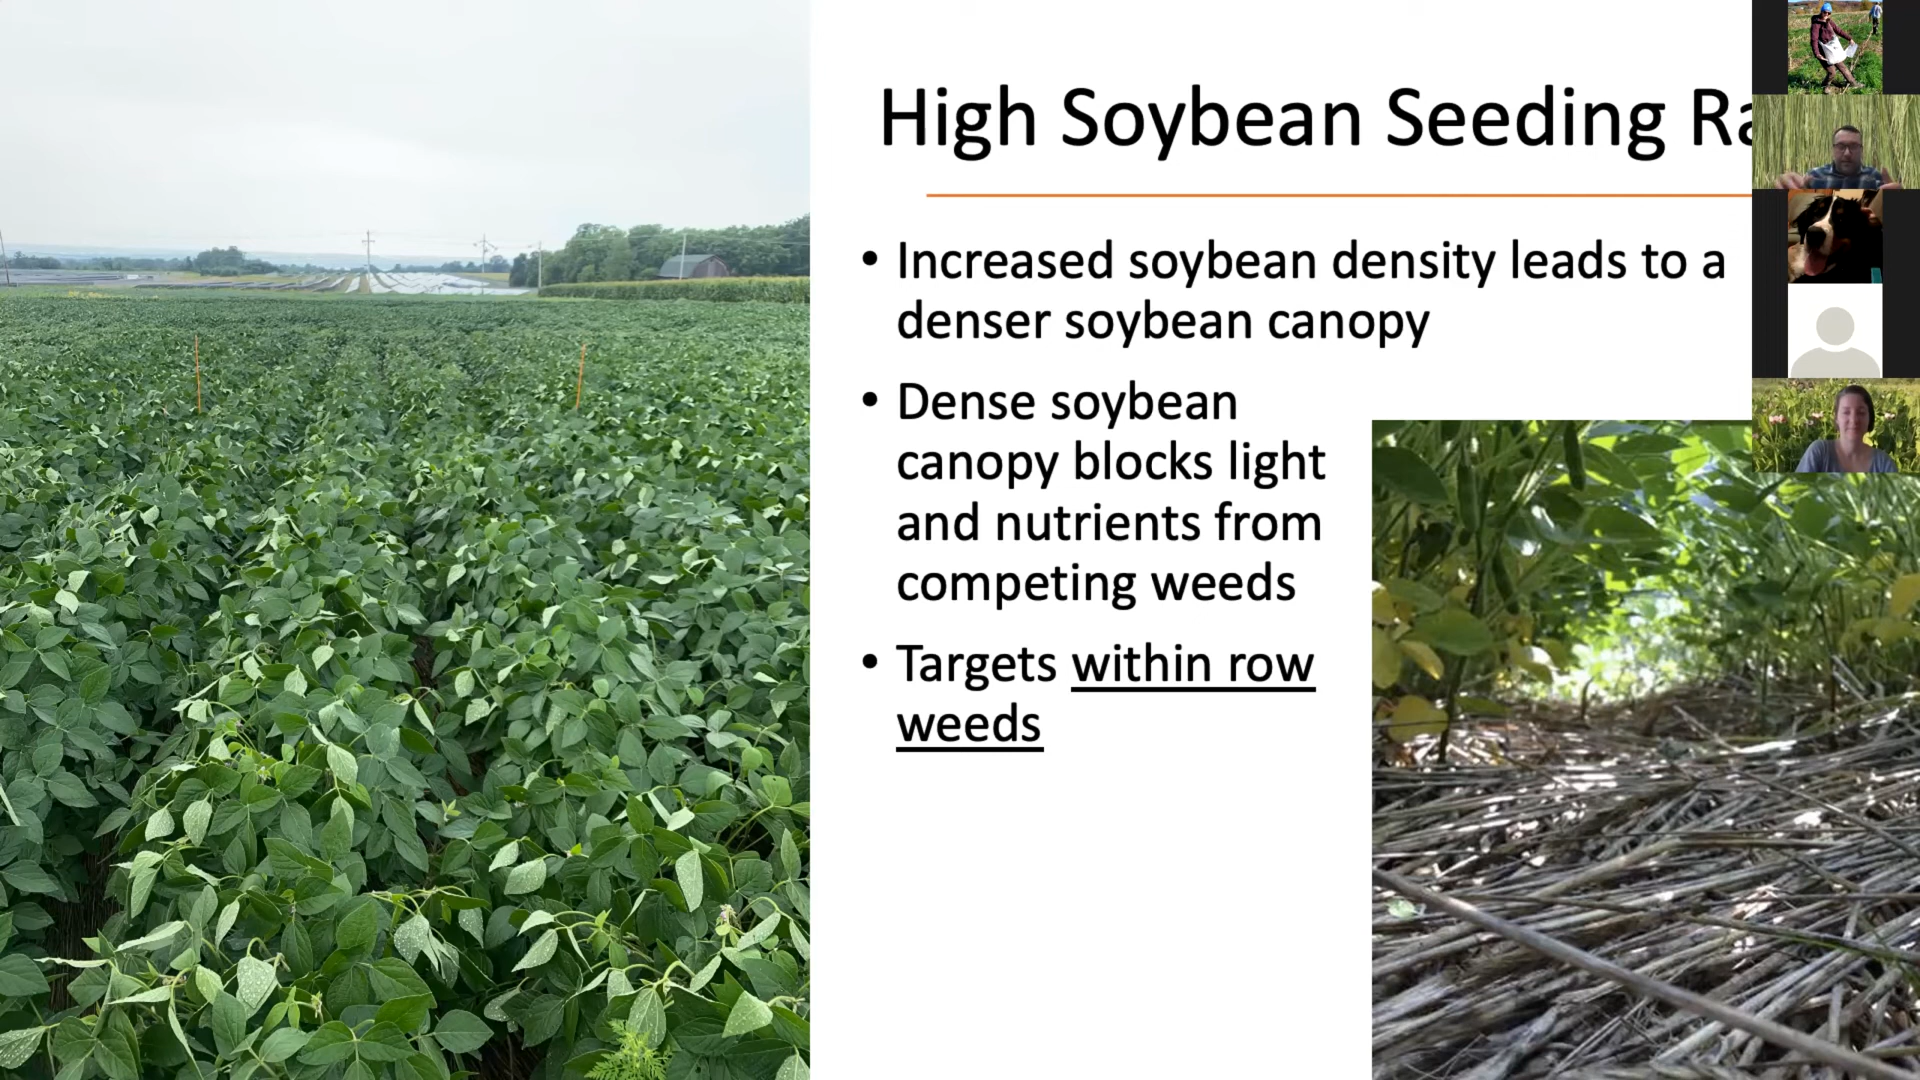 High Soybean Seeding Ra
• Increased soybean density leads to a
denser soybean canopy
• Dense soybean
canopy blocks light
and nutrients from
competing weeds
• Targets within row
weeds